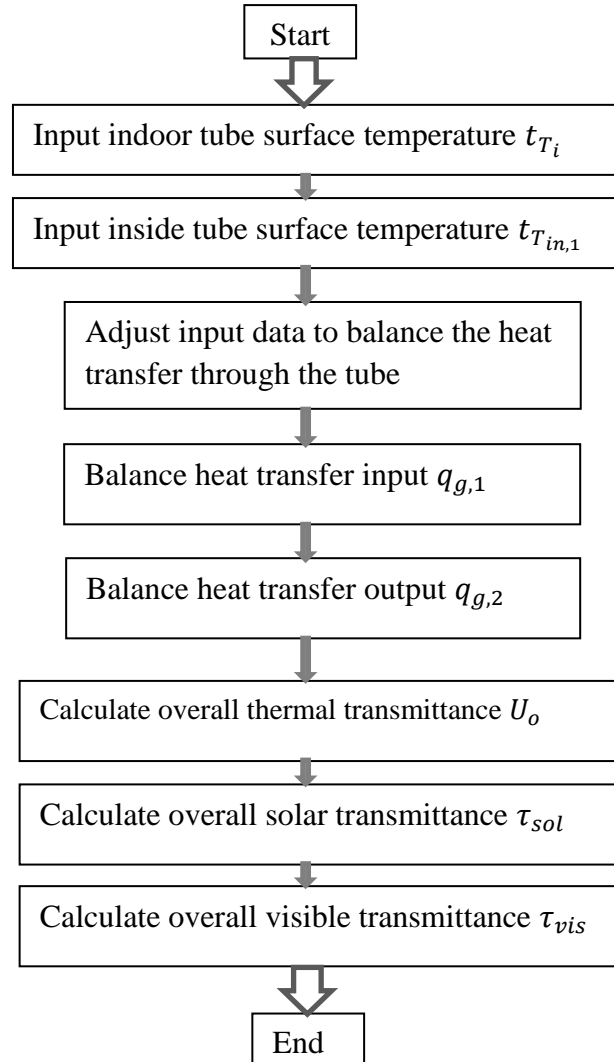 Start
Input indoor tube surface temperature t_{T_i}
Input inside tube surface temperature t_{T_{in,1}}
Adjust input data to balance the heat
transfer through the tube
Balance heat transfer input q_{g,1}
Balance heat transfer output q_{g,2}
Calculate overall thermal transmittance U_o
Calculate overall solar transmittance τ_{sol}
Calculate overall visible transmittance τ_{vis}
End